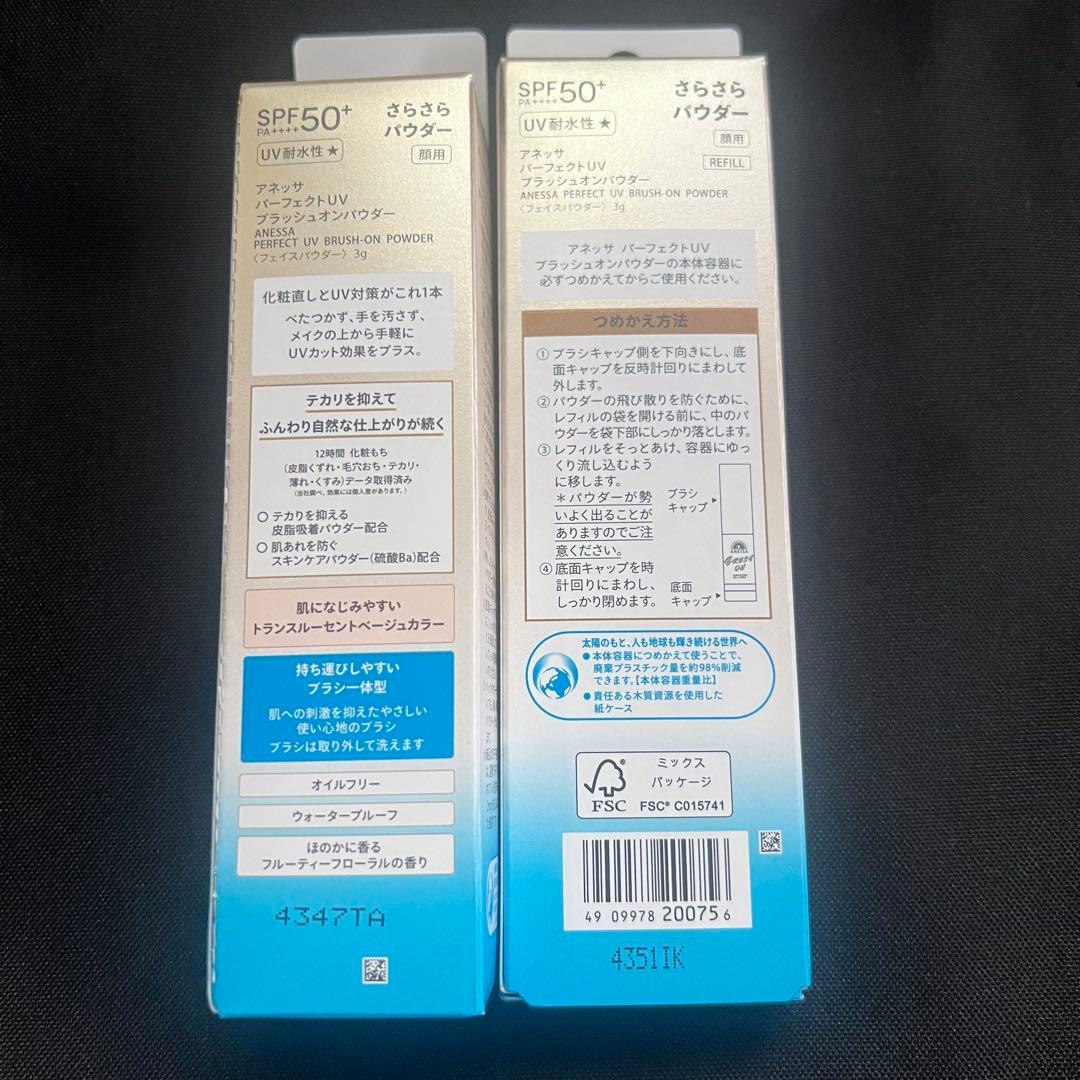 SPF50+
PA++++
さらさら
パウダー
UV耐水性★
顔用
アネッサ
パーフェクトUV
ブラッシュオンパウダー
ANESSA
PERFECT UV BRUSH-ON POWDER
〈フェイスパウダー〉3g
化粧直しとUV対策がこれ1本
べたつかず、手を汚さず、
メイクの上から手軽に
UVカット効果をプラス。
テカリを抑えて
ふんわり自然な仕上がりが続く
12時間 化粧もち
(皮脂くずれ・毛穴おち・テカリ・
薄れ・くすみ)データ取得済み
(当社調べ。効果には個人差があります。)
○ テカリを抑える
皮脂吸着パウダー配合
○ 肌あれを防ぐ
スキンケアパウダー(硫酸Ba)配合
肌になじみやすい
トランスルーセントベージュカラー
持ち運びしやすい
ブラシ一体型
肌への刺激を抑えたやさしい
使い心地のブラシ
ブラシは取り外して洗えます
オイルフリー
ウォータープルーフ
ほのかに香る
フルーティーフローラルの香り
4347TA
SPF50+
PA++++
さらさら
パウダー
UV耐水性★
顔用
REFILL
アネッサ
パーフェクトUV
ブラッシュオンパウダー
ANESSA PERFECT UV BRUSH-ON POWDER
〈フェイスパウダー〉3g
アネッサ パーフェクトUV
ブラッシュオンパウダーの本体容器に
必ずつめかえてからご使用ください。
つめかえ方法
① ブラシキャップ側を下向きにし、底
面キャップを反時計回りにまわして
外します。
② パウダーの飛び散りを防ぐために、
レフィルの袋を開ける前に、中のパ
ウダーを袋下部にしっかり落とします。
③ レフィルをそっとあけ、容器にゆっ
くり流し込むよう
に移します。
＊パウダーが勢
いよく出ることが
ありますのでご注
意ください。
④ 底面キャップを時
計回りにまわし、
しっかり閉めます。
ブラシ
キャップ
ANESSA
BRUSH
ON
底面
キャップ
太陽のもと、人も地球も輝き続ける世界へ
●本体容器につめかえて使うことで、
廃棄プラスチック量を約98%削減
できます。【本体容器重量比】
●責任ある木質資源を使用した
紙ケース
FSC
ミックス
パッケージ
FSC® C015741
4909978 200756
4351IK